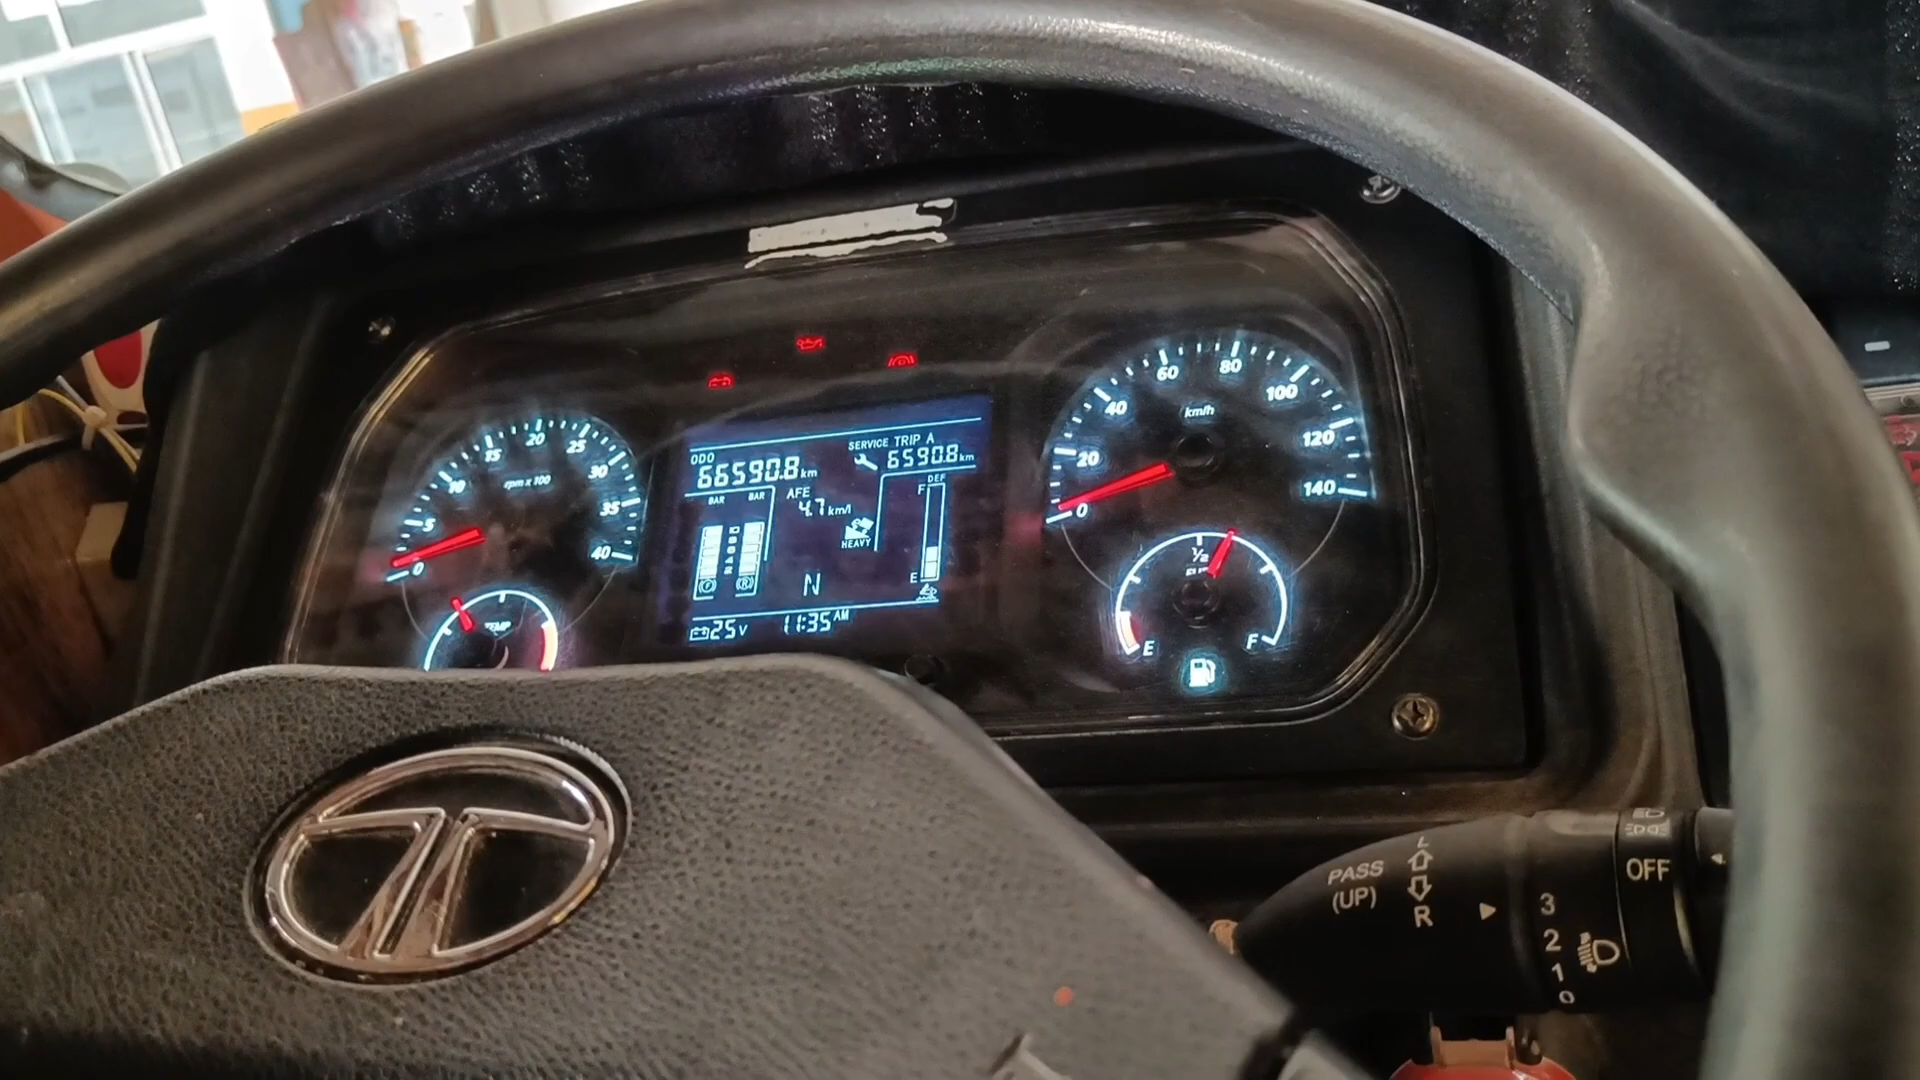 0
5
10
15
20
25
30
35
40
rpm x 100
TEMP
ODO
66590.8 km
SERVICE TRIP A
6590.8 km
BAR BAR
AFE
4.7 km/l
HEAVY
DEF
F
E
N
25 V
11:35 AM
0
20
40
60
80
100
120
140
km/h
1/2
E
F
PASS
(UP)
L
R
OFF
3
2
1
0